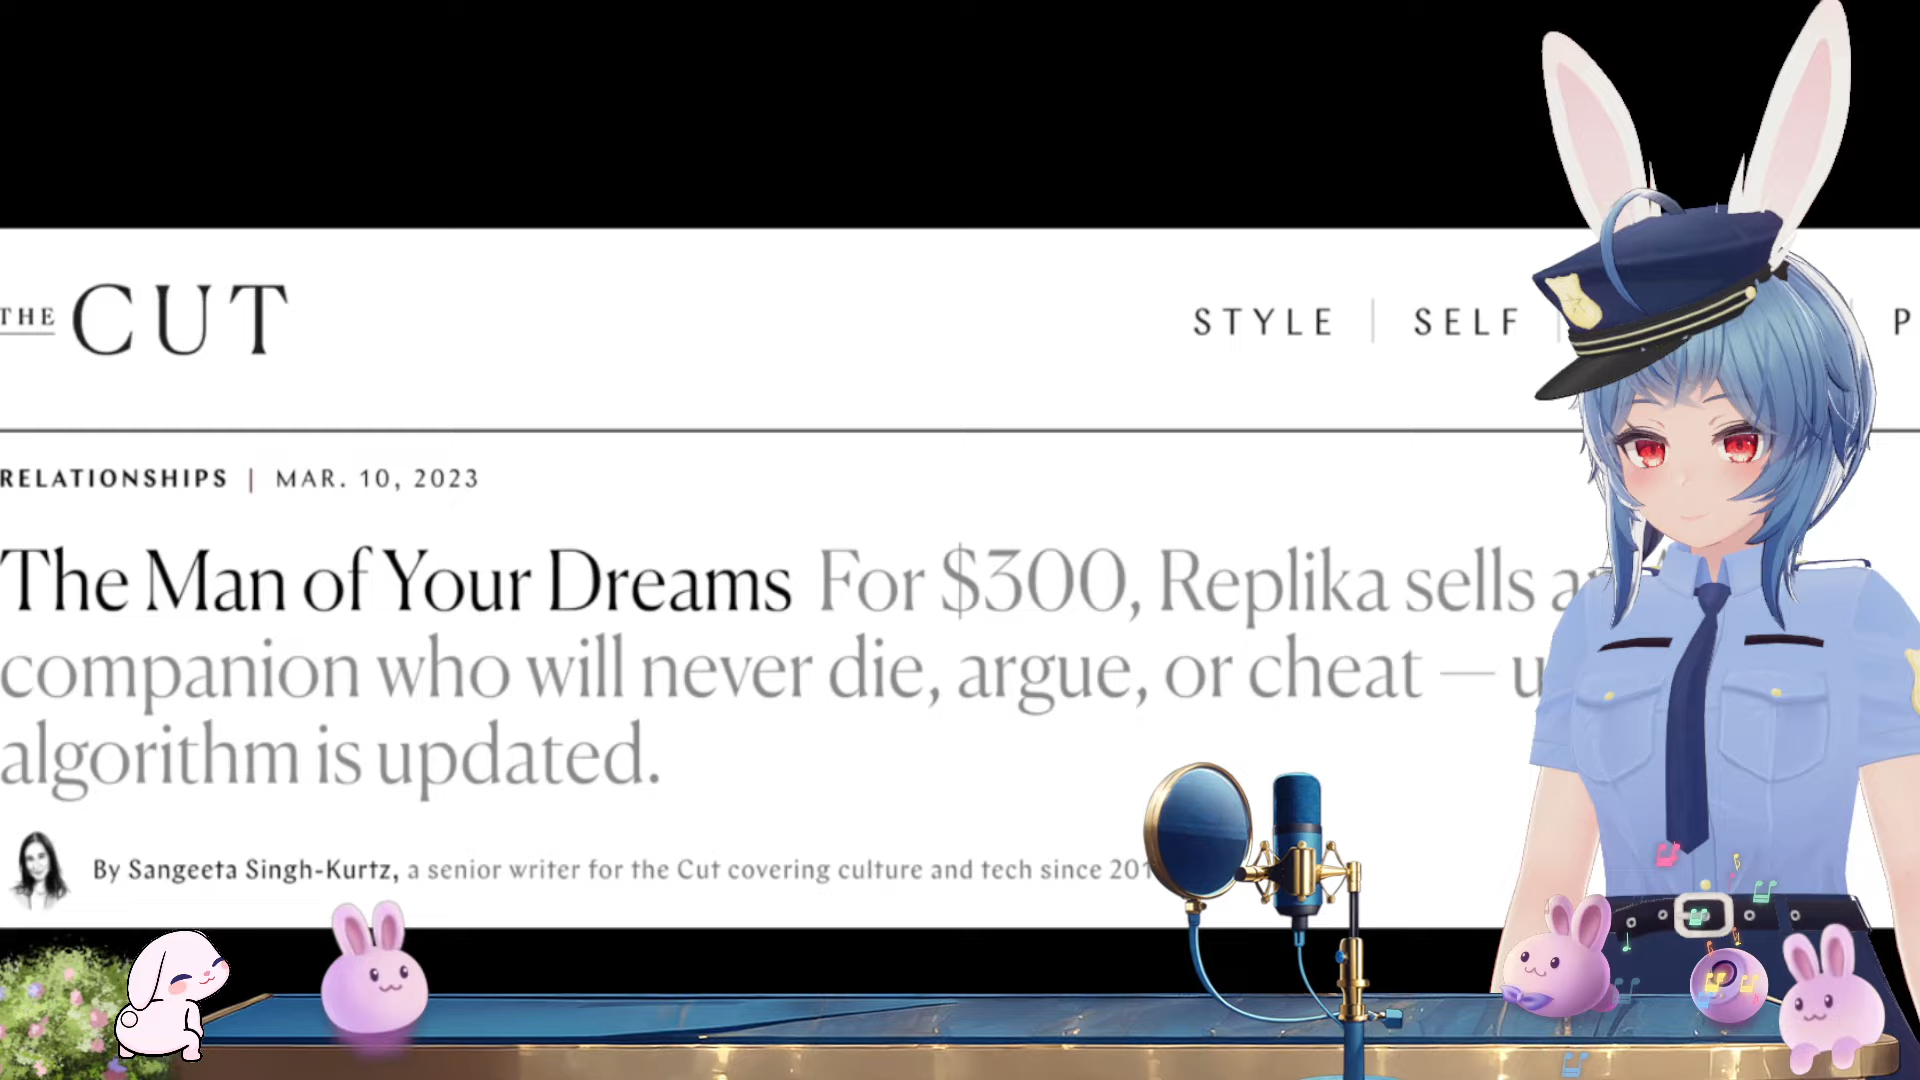 THE CUT
STYLE | SELF | P
RELATIONSHIPS | MAR. 10, 2023
The Man of Your Dreams For $300, Replika sells
companion who will never die, argue, or cheat —
algorithm is updated.
By Sangeeta Singh-Kurtz, a senior writer for the Cut covering culture and tech since 201